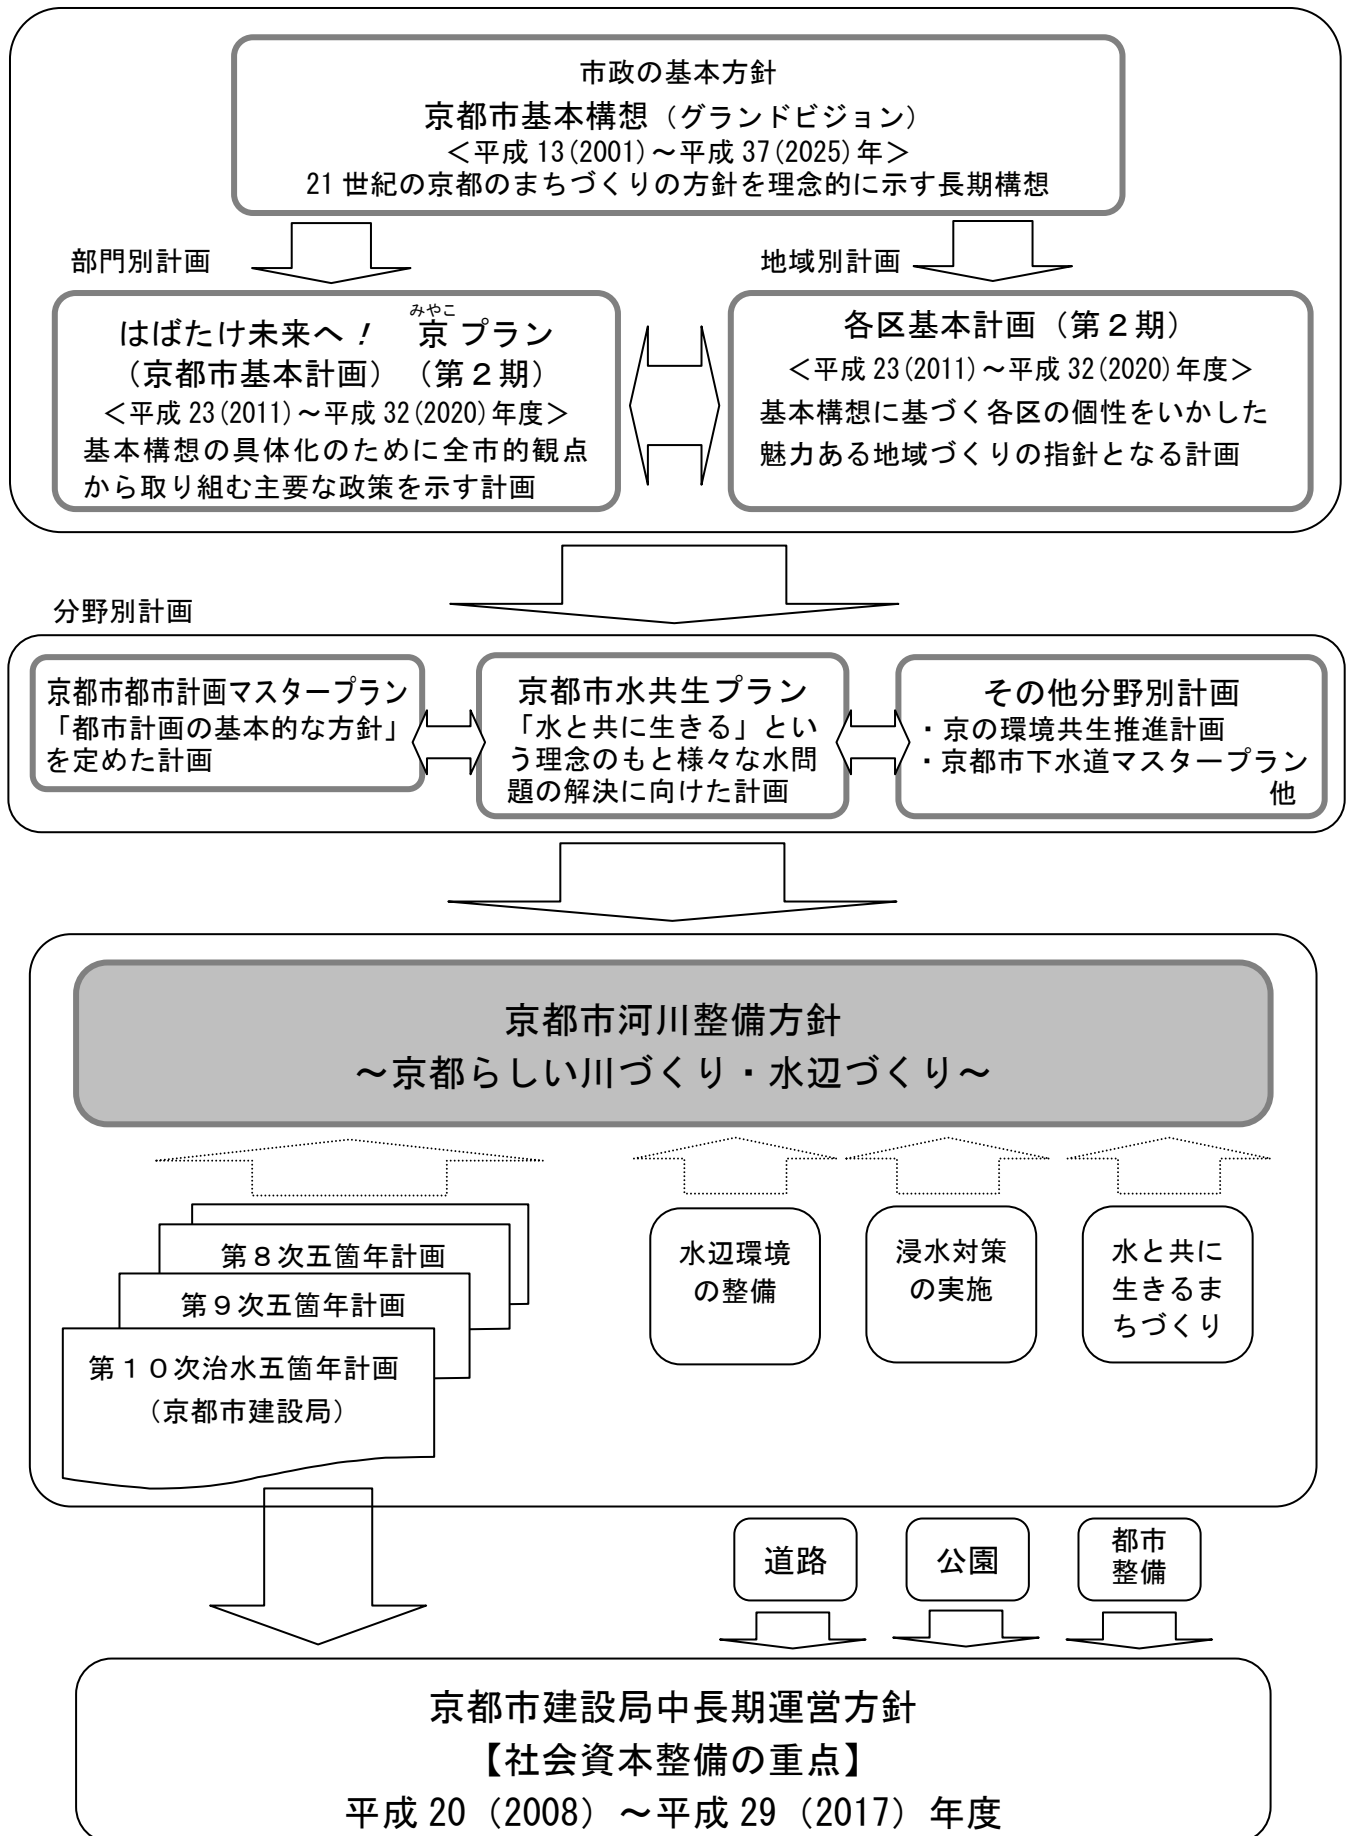 市政の基本方針
京都市基本構想（グランドビジョン）
＜平成 13(2001)～平成 37(2025)年＞
21 世紀の京都のまちづくりの方針を理念的に示す長期構想
部門別計画
地域別計画
みやこ
はばたけ未来へ！　京 プラン
（京都市基本計画）（第２期）
＜平成 23(2011)～平成 32(2020)年度＞
基本構想の具体化のために全市的観点
から取り組む主要な政策を示す計画
各区基本計画（第２期）
＜平成 23(2011)～平成 32(2020)年度＞
基本構想に基づく各区の個性をいかした
魅力ある地域づくりの指針となる計画
分野別計画
京都市都市計画マスタープラン
「都市計画の基本的な方針」
を定めた計画
京都市水共生プラン
「水と共に生きる」とい
う理念のもと様々な水問
題の解決に向けた計画
その他分野別計画
・京の環境共生推進計画
・京都市下水道マスタープラン
他
京都市河川整備方針
～京都らしい川づくり・水辺づくり～
第８次五箇年計画
第９次五箇年計画
第１０次治水五箇年計画
（京都市建設局）
水辺環境
の整備
浸水対策
の実施
水と共に
生きるま
ちづくり
道路
公園
都市
整備
京都市建設局中長期運営方針
【社会資本整備の重点】
平成 20（2008）～平成 29（2017）年度